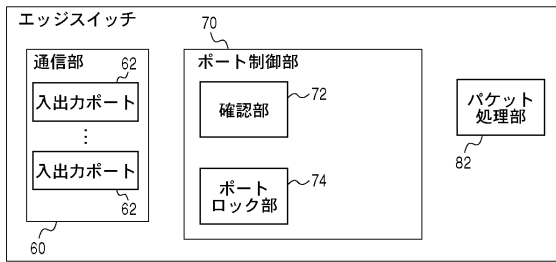 エッジスイッチ
70
通信部
62
入出力ポート
⋮
入出力ポート
62
60
ポート制御部
確認部
72
ポート
ロック部
74
パケット
処理部
82